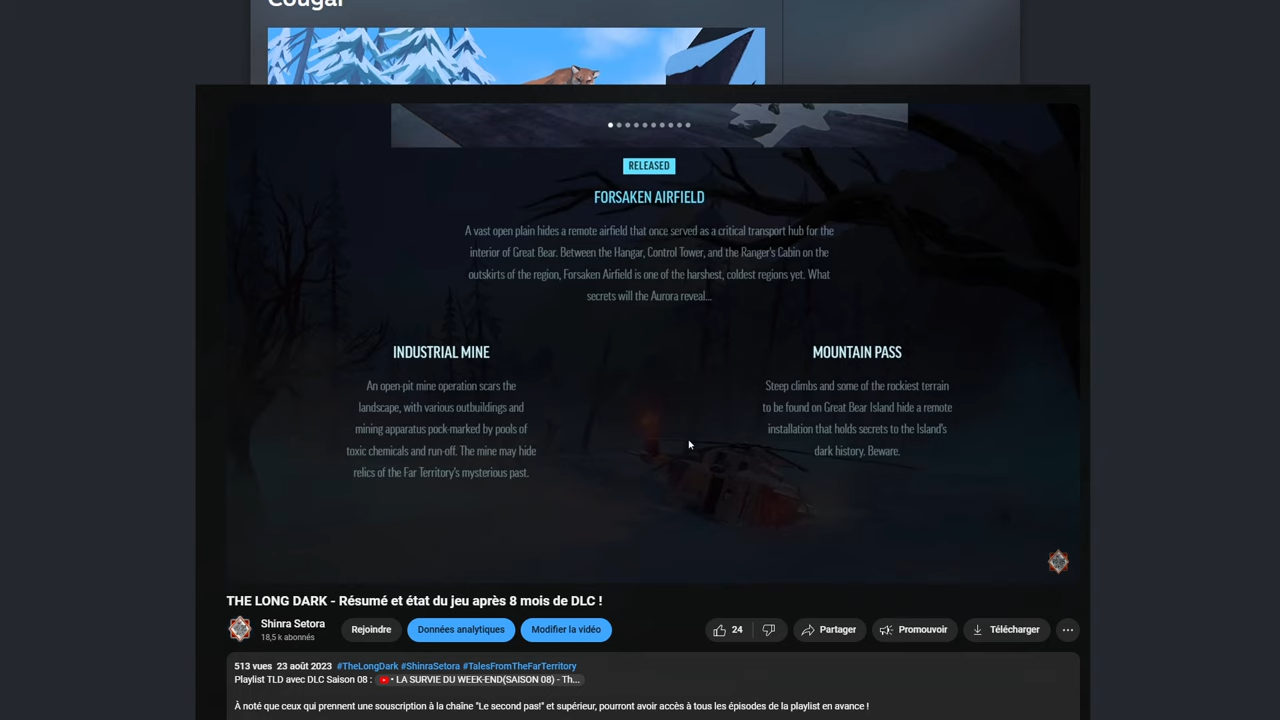 Cougar
RELEASED
FORSAKEN AIRFIELD
A vast open plain hides a remote airfield that once served as a critical transport hub for the
interior of Great Bear. Between the Hangar, Control Tower, and the Ranger's Cabin on the
outskirts of the region, Forsaken Airfield is one of the harshest, coldest regions yet. What
secrets will the Aurora reveal...
INDUSTRIAL MINE
An open-pit mine operation scars the
landscape, with various outbuildings and
mining apparatus pock-marked by pools of
toxic chemicals and run-off. The mine may hide
relics of the Far Territory's mysterious past.
MOUNTAIN PASS
Steep climbs and some of the rockiest terrain
to be found on Great Bear Island hide a remote
installation that holds secrets to the Island's
dark history. Beware.
THE LONG DARK - Résumé et état du jeu après 8 mois de DLC !
Shinra Setora
18,5 k abonnés
Rejoindre
Données analytiques
Modifier la vidéo
24
Partager
Promouvoir
Télécharger
513 vues 23 août 2023 #TheLongDark #ShinraSetora #TalesFromTheFarTerritory
Playlist TLD avec DLC Saison 08 : • LA SURVIE DU WEEK-END(SAISON 08) - Th...
À noté que ceux qui prennent une souscription à la chaîne "Le second pas!" et supérieur, pourront avoir accès à tous les épisodes de la playlist en avance !